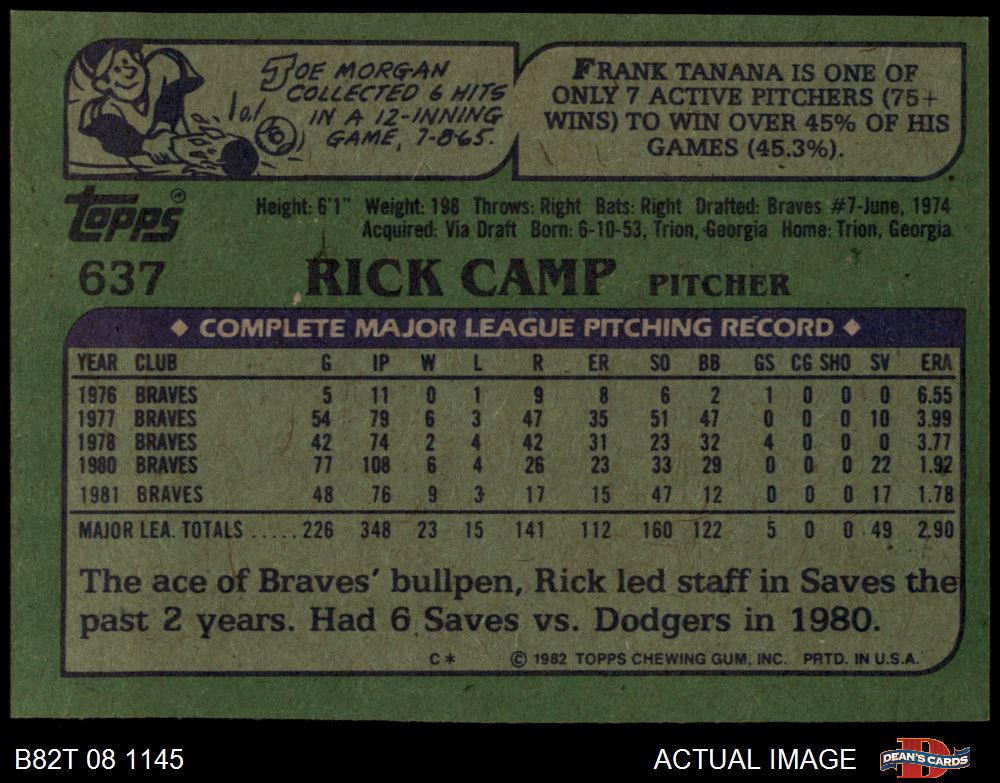 JOE MORGAN
COLLECTED 6 HITS
IN A 12-INNING
GAME, 7-8-65.
FRANK TANANA IS ONE OF
ONLY 7 ACTIVE PITCHERS (75+
WINS) TO WIN OVER 45% OF HIS
GAMES (45.3%).
Topps®
Height: 6'1" Weight: 198 Throws: Right Bats: Right Drafted: Braves #7-June, 1974
Acquired: Via Draft Born: 6-10-53, Trion, Georgia Home: Trion, Georgia
637 RICK CAMP PITCHER
◆ COMPLETE MAJOR LEAGUE PITCHING RECORD ◆
YEAR CLUB G IP W L R ER SO BB GS CG SHO SV ERA
1976 BRAVES 5 11 0 1 9 8 6 2 1 0 0 0 6.55
1977 BRAVES 54 79 6 3 47 35 51 47 0 0 0 10 3.99
1978 BRAVES 42 74 2 4 42 31 23 32 4 0 0 0 3.77
1980 BRAVES 77 108 6 4 26 23 33 29 0 0 0 22 1.92
1981 BRAVES 48 76 9 3 17 15 47 12 0 0 0 17 1.78
MAJOR LEA. TOTALS ..... 226 348 23 15 141 112 160 122 5 0 0 49 2.90
The ace of Braves' bullpen, Rick led staff in Saves the
past 2 years. Had 6 Saves vs. Dodgers in 1980.
C* © 1982 TOPPS CHEWING GUM, INC. PRTD. IN U.S.A.
B82T 08 1145 ACTUAL IMAGE DEAN'S CARDS